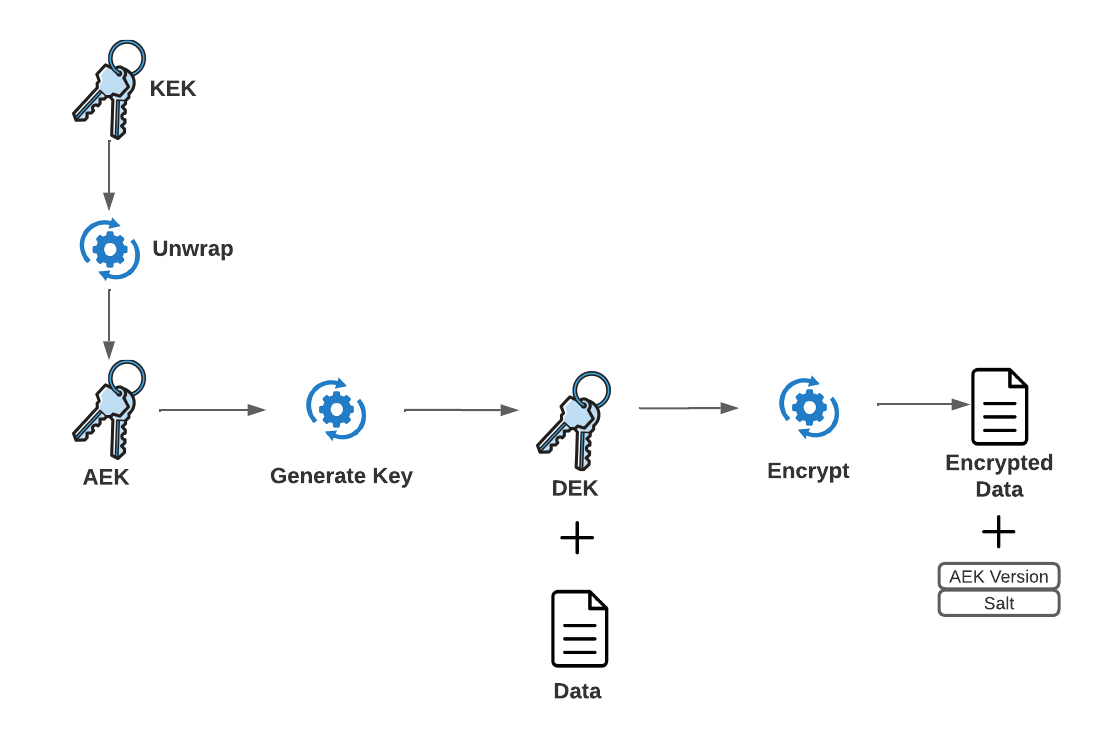 KEK
Unwrap
AEK
Generate Key
DEK
Encrypt
Encrypted
Data
AEK Version
Salt
Data